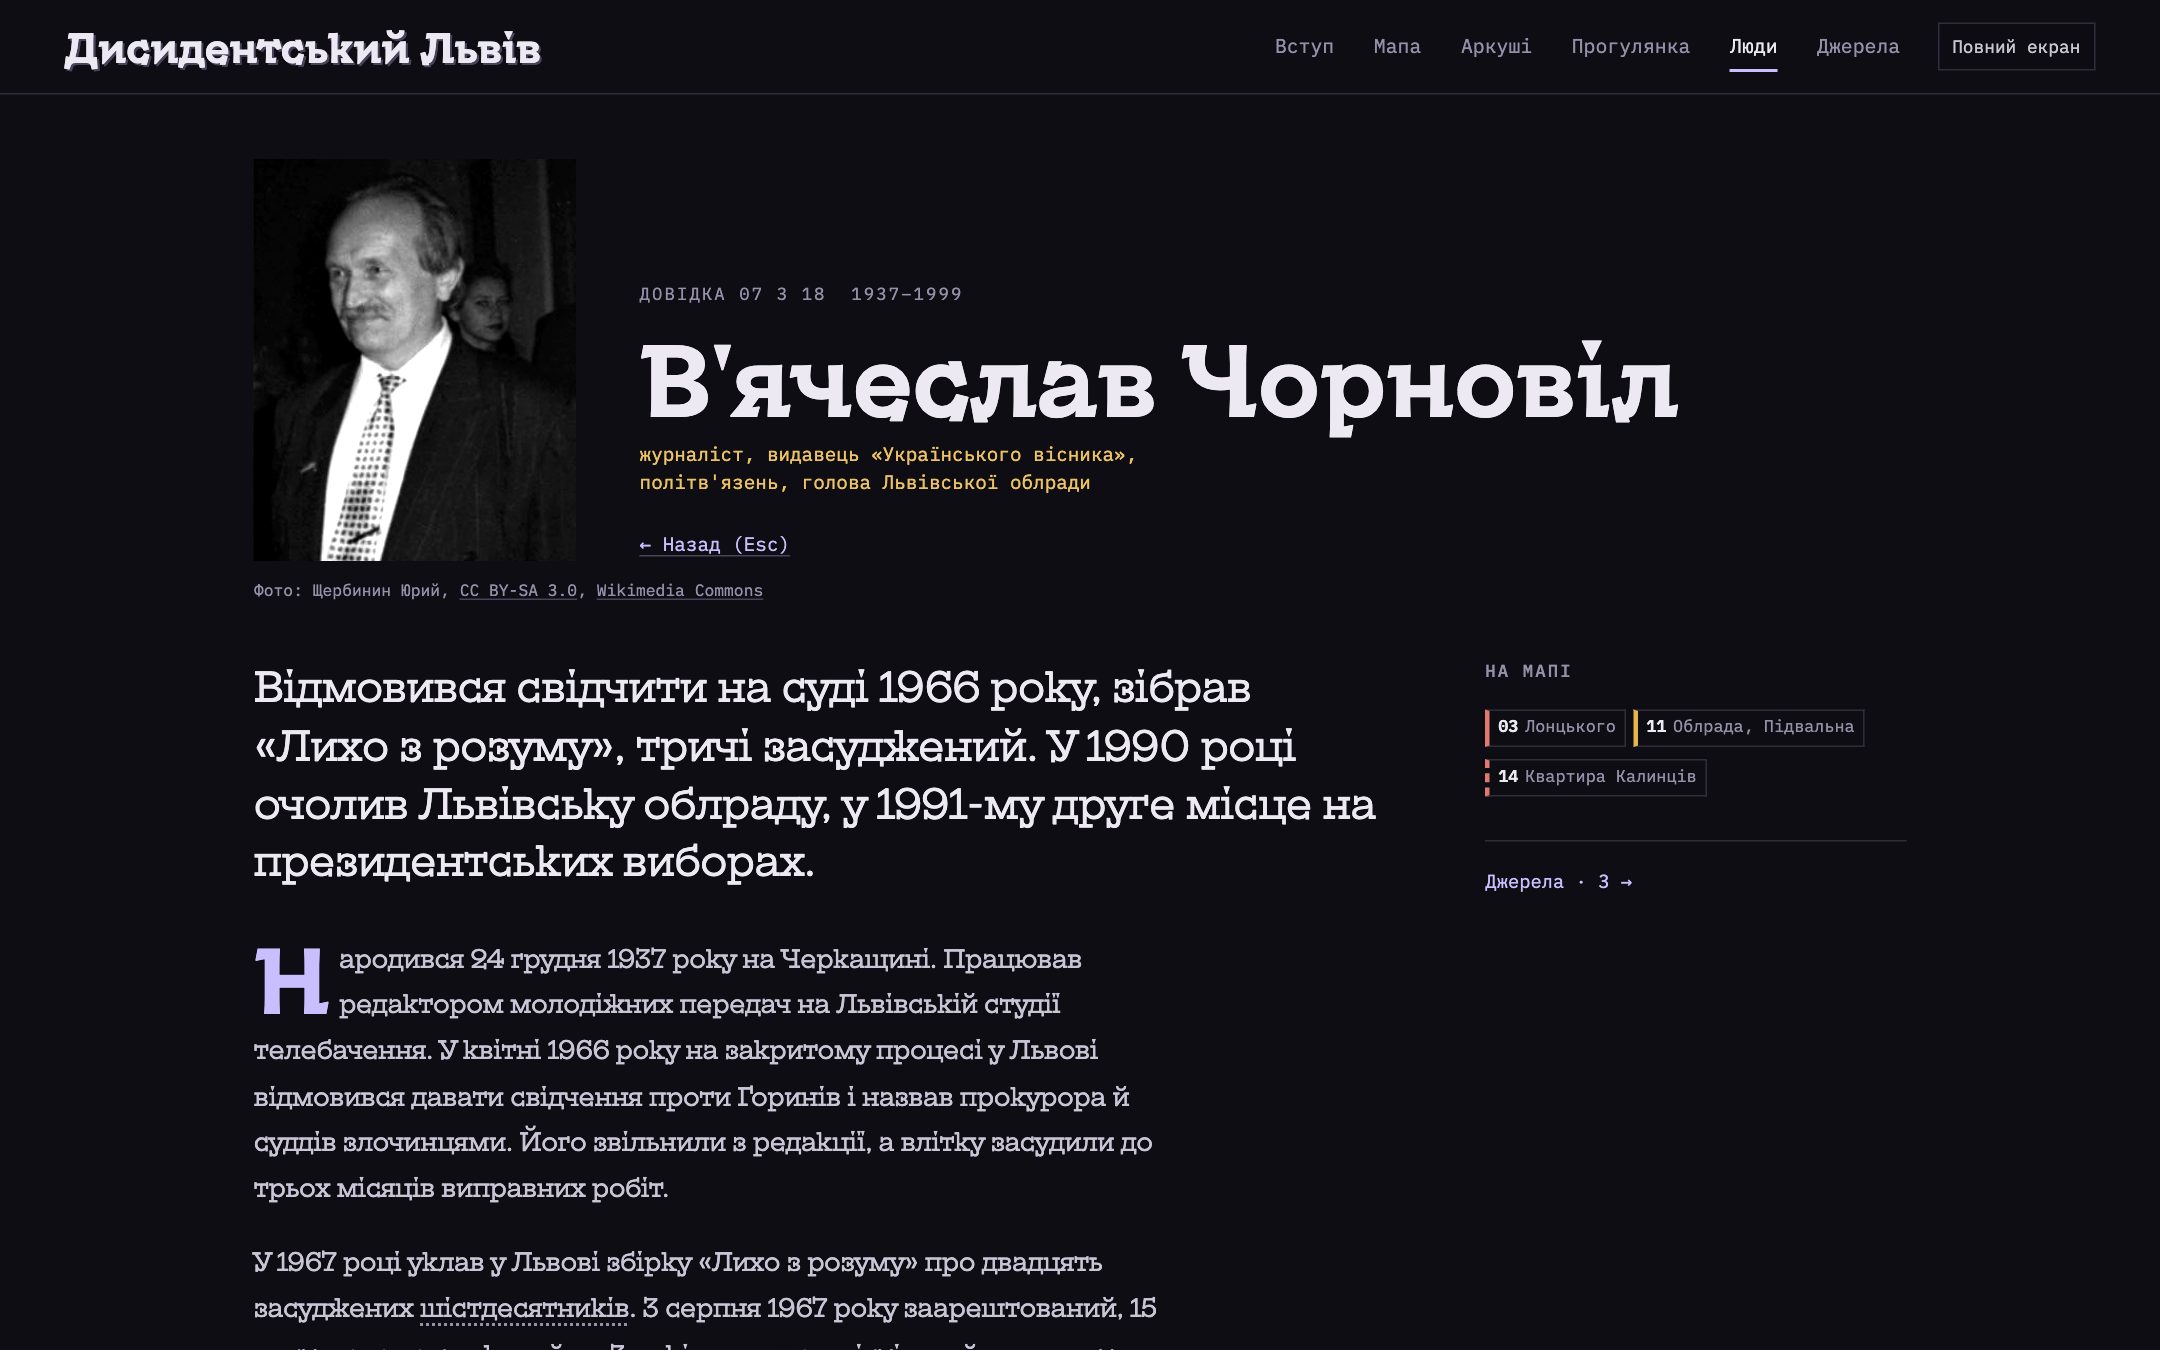 Дисидентський Львів
Вступ Мапа Аркуші Прогулянка Люди Джерела Повний екран
ДОВІДКА 07 З 18 1937–1999
В'ячеслав Чорновіл
журналіст, видавець «Українського вісника»,
політв'язень, голова Львівської облради
← Назад (Esc)
Фото: Щербинин Юрий, CC BY-SA 3.0, Wikimedia Commons
Відмовився свідчити на суді 1966 року, зібрав
«Лихо з розуму», тричі засуджений. У 1990 році
очолив Львівську облраду, у 1991-му друге місце на
президентських виборах.
Народився 24 грудня 1937 року на Черкащині. Працював
редактором молодіжних передач на Львівській студії
телебачення. У квітні 1966 року на закритому процесі у Львові
відмовився давати свідчення проти Горинів і назвав прокурора й
суддів злочинцями. Його звільнили з редакції, а влітку засудили до
трьох місяців виправних робіт.
У 1967 році уклав у Львові збірку «Лихо з розуму» про двадцять
засуджених шістдесятників. 3 серпня 1967 року заарештований, 15
НА МАПІ
03 Лонцького 11 Облрада, Підвальна
14 Квартира Калинців
Джерела · 3 →